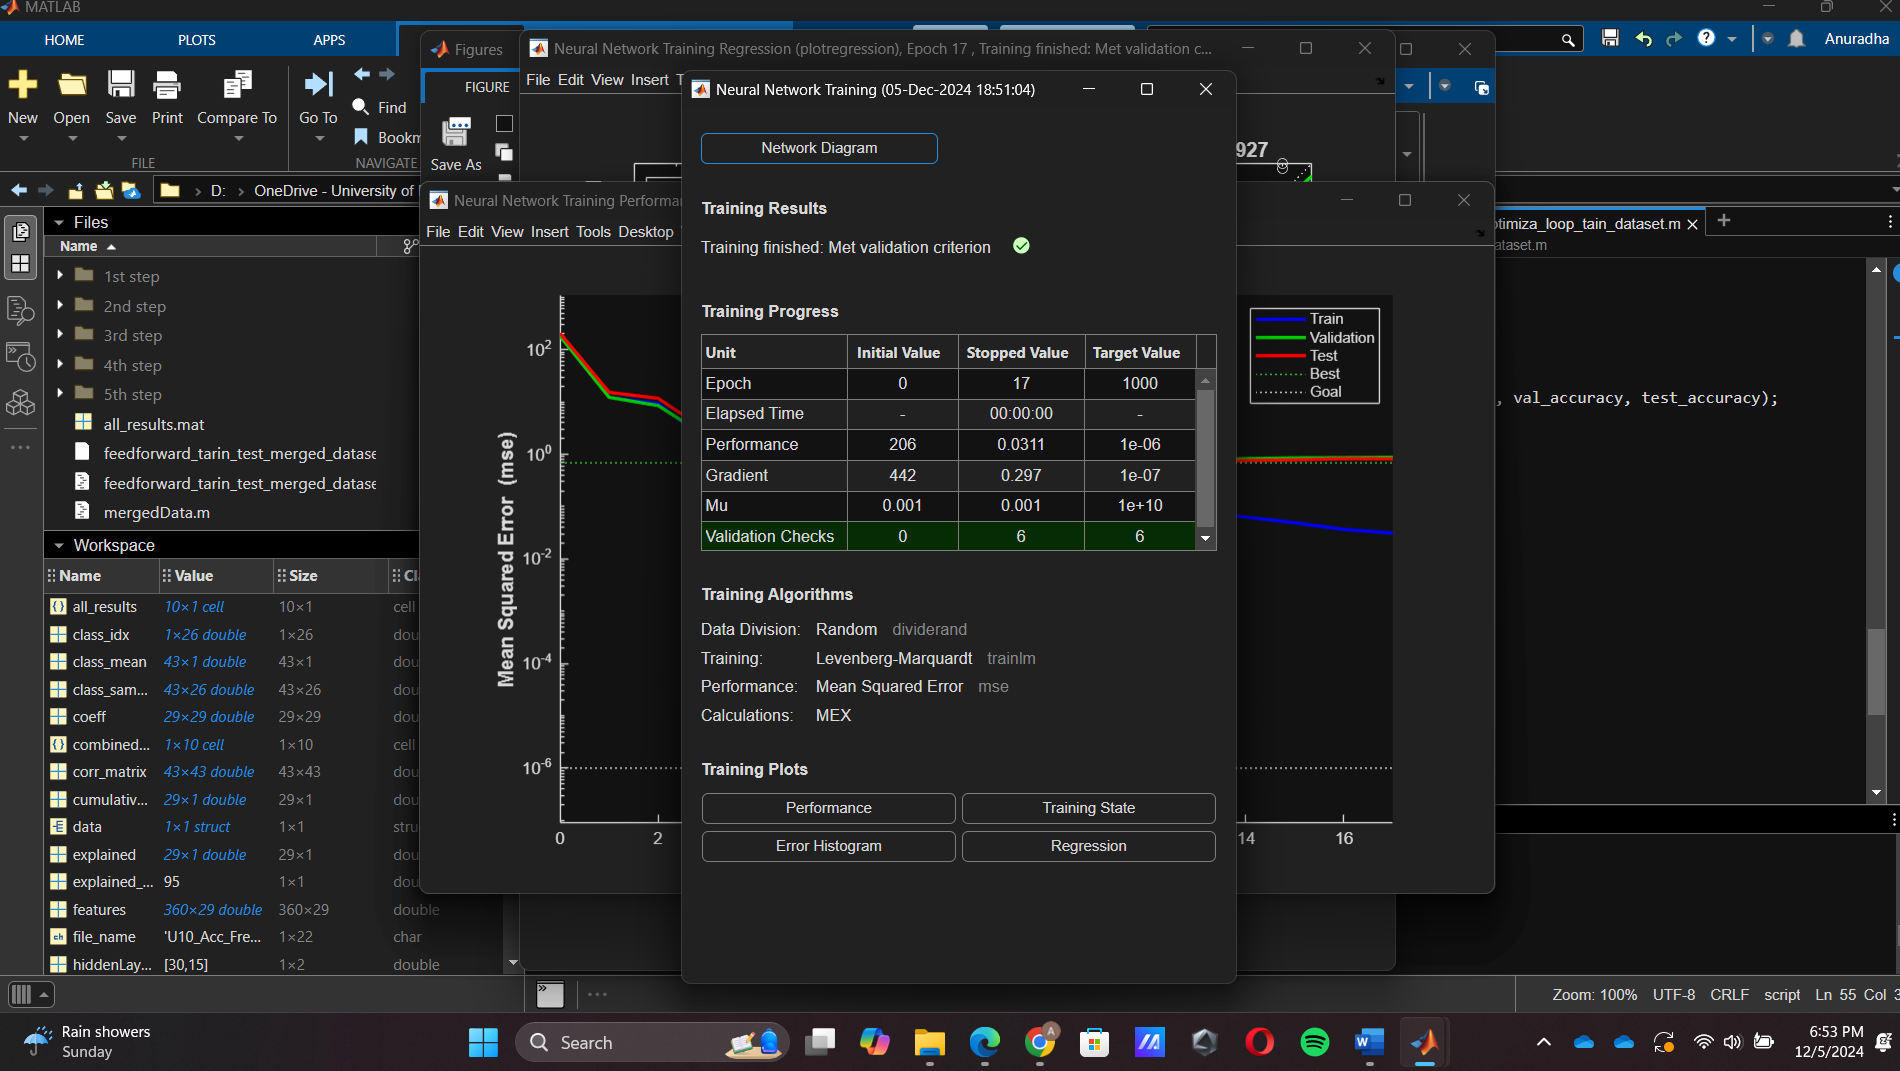 MATLAB
HOME
PLOTS
APPS
Anuradha
New
Open
Save
Print
Compare To
Go To
Find
Bookm
FILE
NAVIGATE
D:
OneDrive - University of
Files
Name
1st step
2nd step
3rd step
4th step
5th step
all_results.mat
feedforward_tarin_test_merged_datase
feedforward_tarin_test_merged_datase
mergedData.m
Workspace
Name Value Size Cl
all_results 10×1 cell 10×1 cell
class_idx 1×26 double 1×26 dou
class_mean 43×1 double 43×1 dou
class_sam... 43×26 double 43×26 dou
coeff 29×29 double 29×29 dou
combined... 1×10 cell 1×10 cell
corr_matrix 43×43 double 43×43 dou
cumulativ... 29×1 double 29×1 dou
data 1×1 struct 1×1 stru
explained 29×1 double 29×1 dou
explained_... 95 1×1 dou
features 360×29 double 360×29 double
file_name 'U10_Acc_Fre... 1×22 char
hiddenLay... [30,15] 1×2 double
Figures
FIGURE
Save As
Neural Network Training Regression (plotregression), Epoch 17 , Training finished: Met validation c...
File Edit View Insert T
927
Neural Network Training Performa
File Edit View Insert Tools Desktop
Mean Squared Error (mse)
10²
10⁰
10⁻²
10⁻⁴
10⁻⁶
0 2 14 16
Train
Validation
Test
Best
Goal
Neural Network Training (05-Dec-2024 18:51:04)
Network Diagram
Training Results
Training finished: Met validation criterion
Training Progress
Unit Initial Value Stopped Value Target Value
Epoch 0 17 1000
Elapsed Time - 00:00:00 -
Performance 206 0.0311 1e-06
Gradient 442 0.297 1e-07
Mu 0.001 0.001 1e+10
Validation Checks 0 6 6
Training Algorithms
Data Division: Random dividerand
Training: Levenberg-Marquardt trainlm
Performance: Mean Squared Error mse
Calculations: MEX
Training Plots
Performance
Training State
Error Histogram
Regression
timiza_loop_tain_dataset.m
ataset.m
, val_accuracy, test_accuracy);
Zoom: 100% UTF-8 CRLF script Ln 55 Col 3
Rain showers
Sunday
Search
6:53 PM
12/5/2024